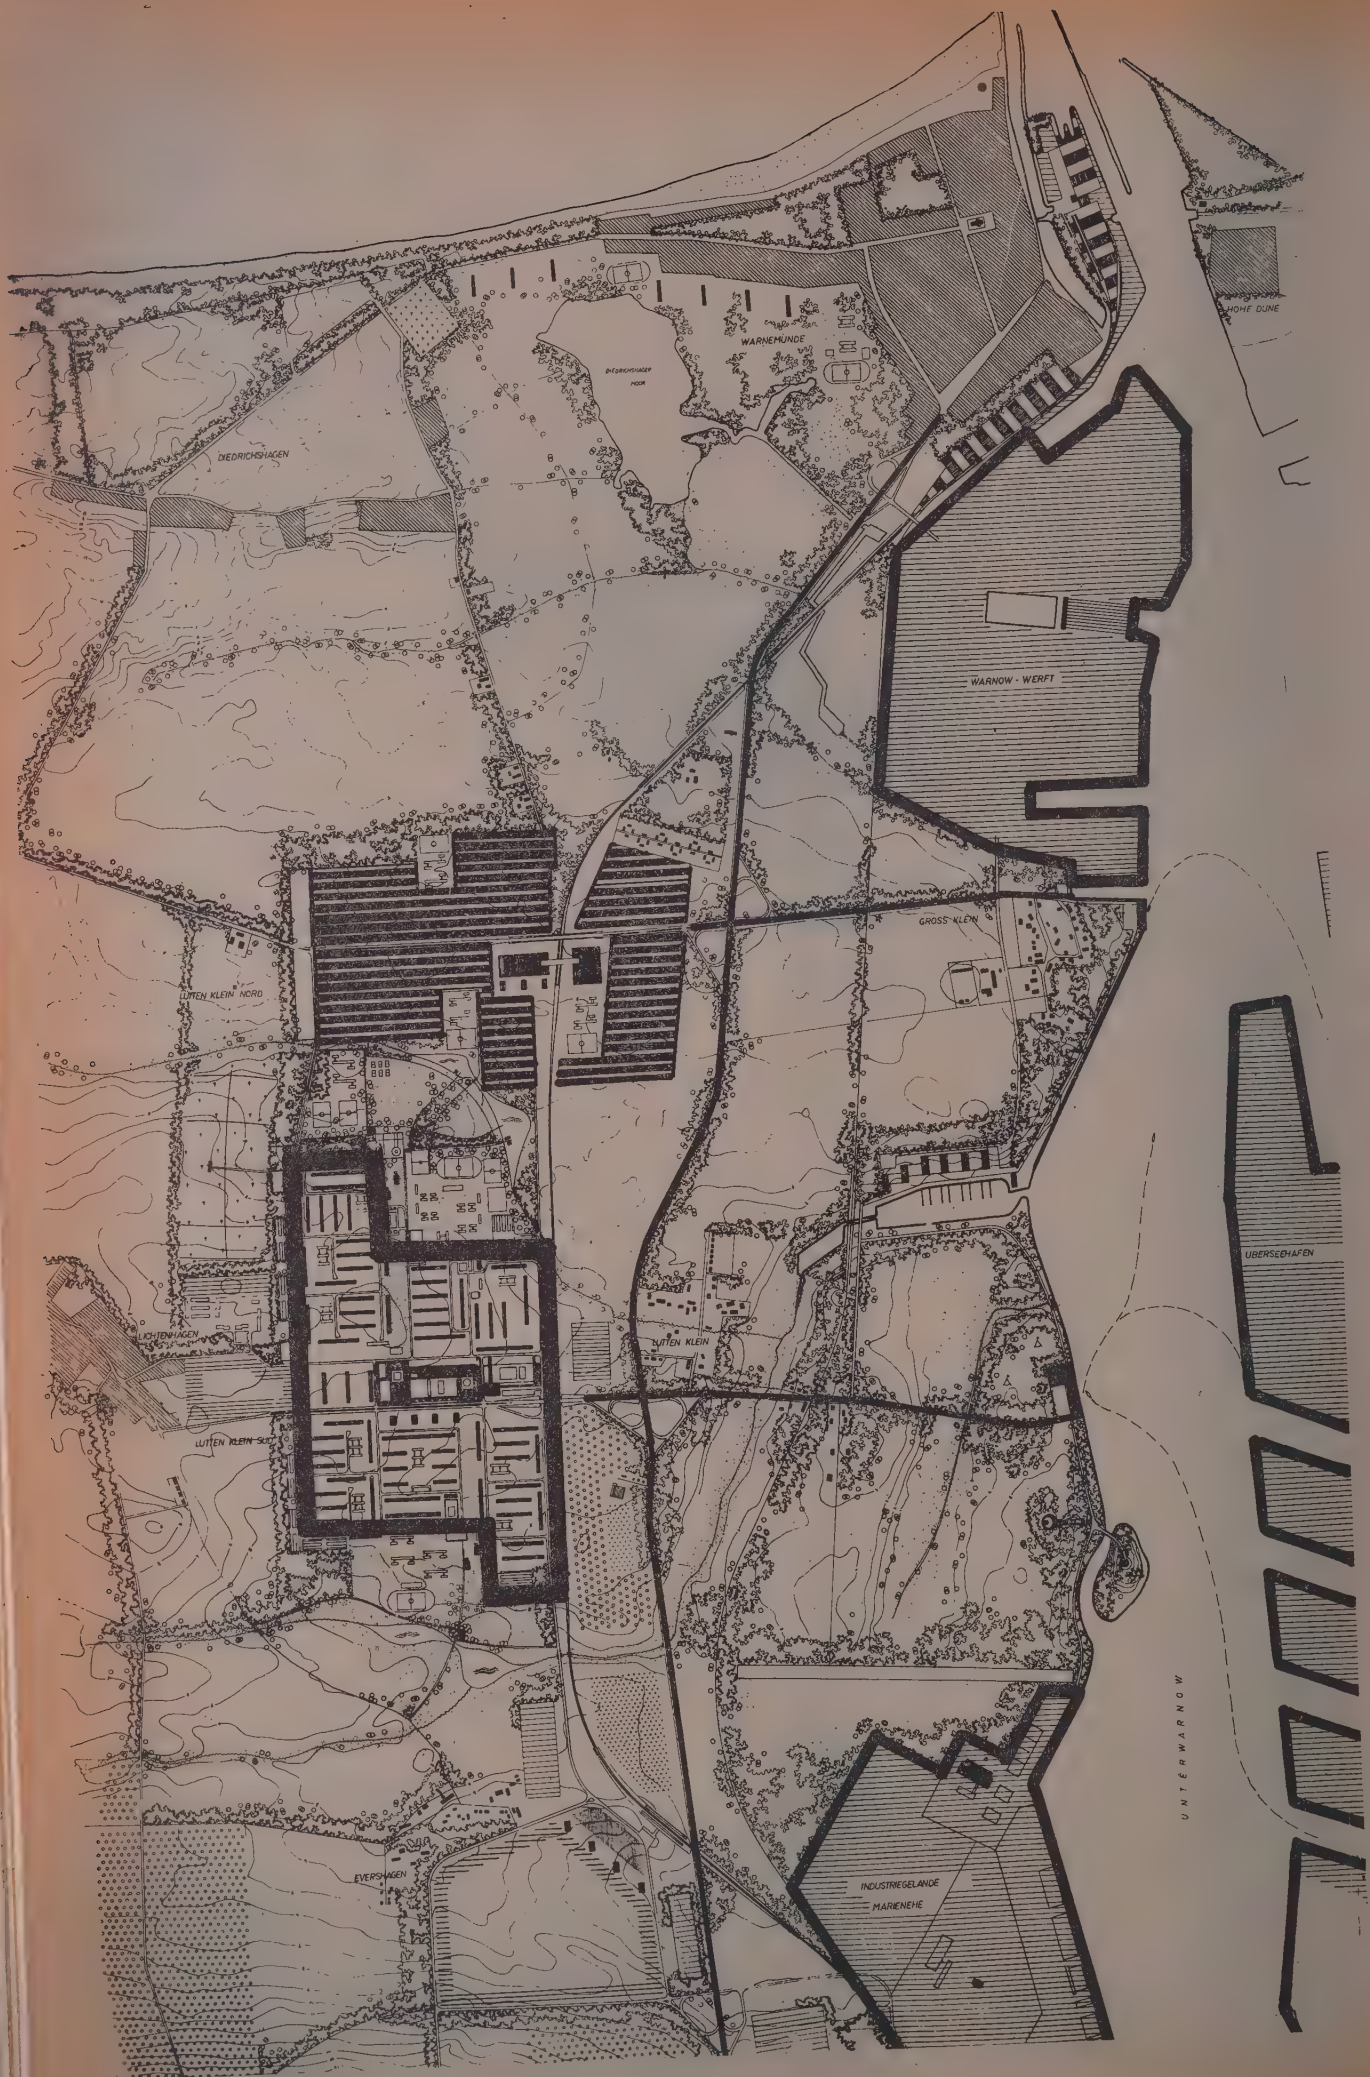 HOHE DÜNE
WARNEMÜNDE
DIEDRICHSHÄGER
MOOR
DIEDRICHSHAGEN
WARNOW - WERFT
GROSS KLEIN
LÜTTEN KLEIN NORD
ÜBERSEEHAFEN
LICHTENHAGEN
LÜTTEN KLEIN
LÜTTEN KLEIN SÜD
UNTERWARNOW
EVERSHAGEN
INDUSTRIEGELÄNDE
MARIENEHE